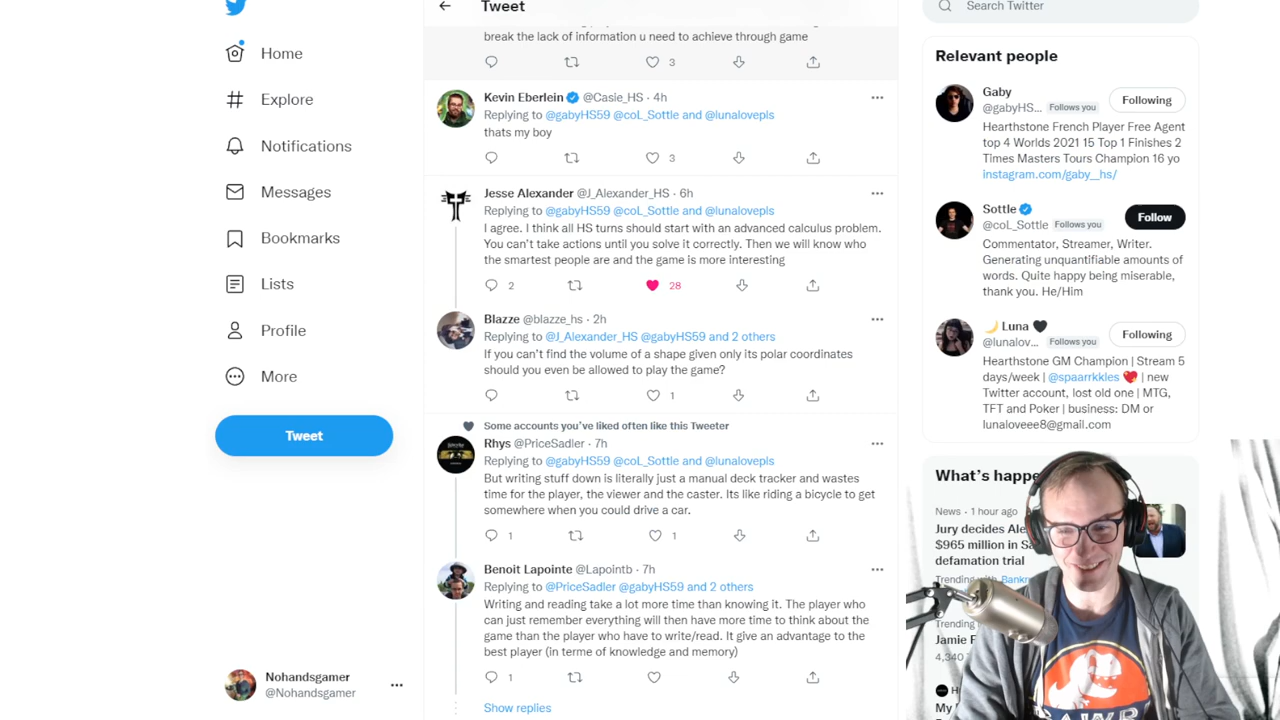 Tweet
Search Twitter
Home
Explore
Notifications
Messages
Bookmarks
Lists
Profile
More
Tweet
Nohandsgamer
@Nohandsgamer
break the lack of information u need to achieve through game
3
Kevin Eberlein @Casie_HS · 4h
Replying to @gabyHS59 @coL_Sottle and @lunalovepls
thats my boy
3
Jesse Alexander @J_Alexander_HS · 6h
Replying to @gabyHS59 @coL_Sottle and @lunalovepls
I agree. I think all HS turns should start with an advanced calculus problem.
You can't take actions until you solve it correctly. Then we will know who
the smartest people are and the game is more interesting
2 28
Blazze @blazze_hs · 2h
Replying to @J_Alexander_HS @gabyHS59 and 2 others
If you can't find the volume of a shape given only its polar coordinates
should you even be allowed to play the game?
1
Some accounts you've liked often like this Tweeter
Rhys @PriceSadler · 7h
Replying to @gabyHS59 @coL_Sottle and @lunalovepls
But writing stuff down is literally just a manual deck tracker and wastes
time for the player, the viewer and the caster. Its like riding a bicycle to get
somewhere when you could drive a car.
1 1
Benoit Lapointe @Lapointb · 7h
Replying to @PriceSadler @gabyHS59 and 2 others
Writing and reading take a lot more time than knowing it. The player who
can just remember everything will then have more time to think about the
game than the player who have to write/read. It give an advantage to the
best player (in terme of knowledge and memory)
1
Show replies
Relevant people
Gaby
@gabyHS... Follows you
Following
Hearthstone French Player Free Agent
top 4 Worlds 2021 15 Top 1 Finishes 2
Times Masters Tours Champion 16 yo
instagram.com/gaby__hs/
Sottle
@coL_Sottle Follows you
Follow
Commentator, Streamer, Writer.
Generating unquantifiable amounts of
words. Quite happy being miserable,
thank you. He/Him
Luna
@lunalov... Follows you
Following
Hearthstone GM Champion | Stream 5
days/week | @spaarrkkles | new
Twitter account, lost old one | MTG,
TFT and Poker | business: DM or
lunaloveee8@gmail.com
What's happe
News · 1 hour ago
Jury decides Ale
$965 million in Sa
defamation trial
Trending with Bankr
Trending
Jamie F
4,340
My